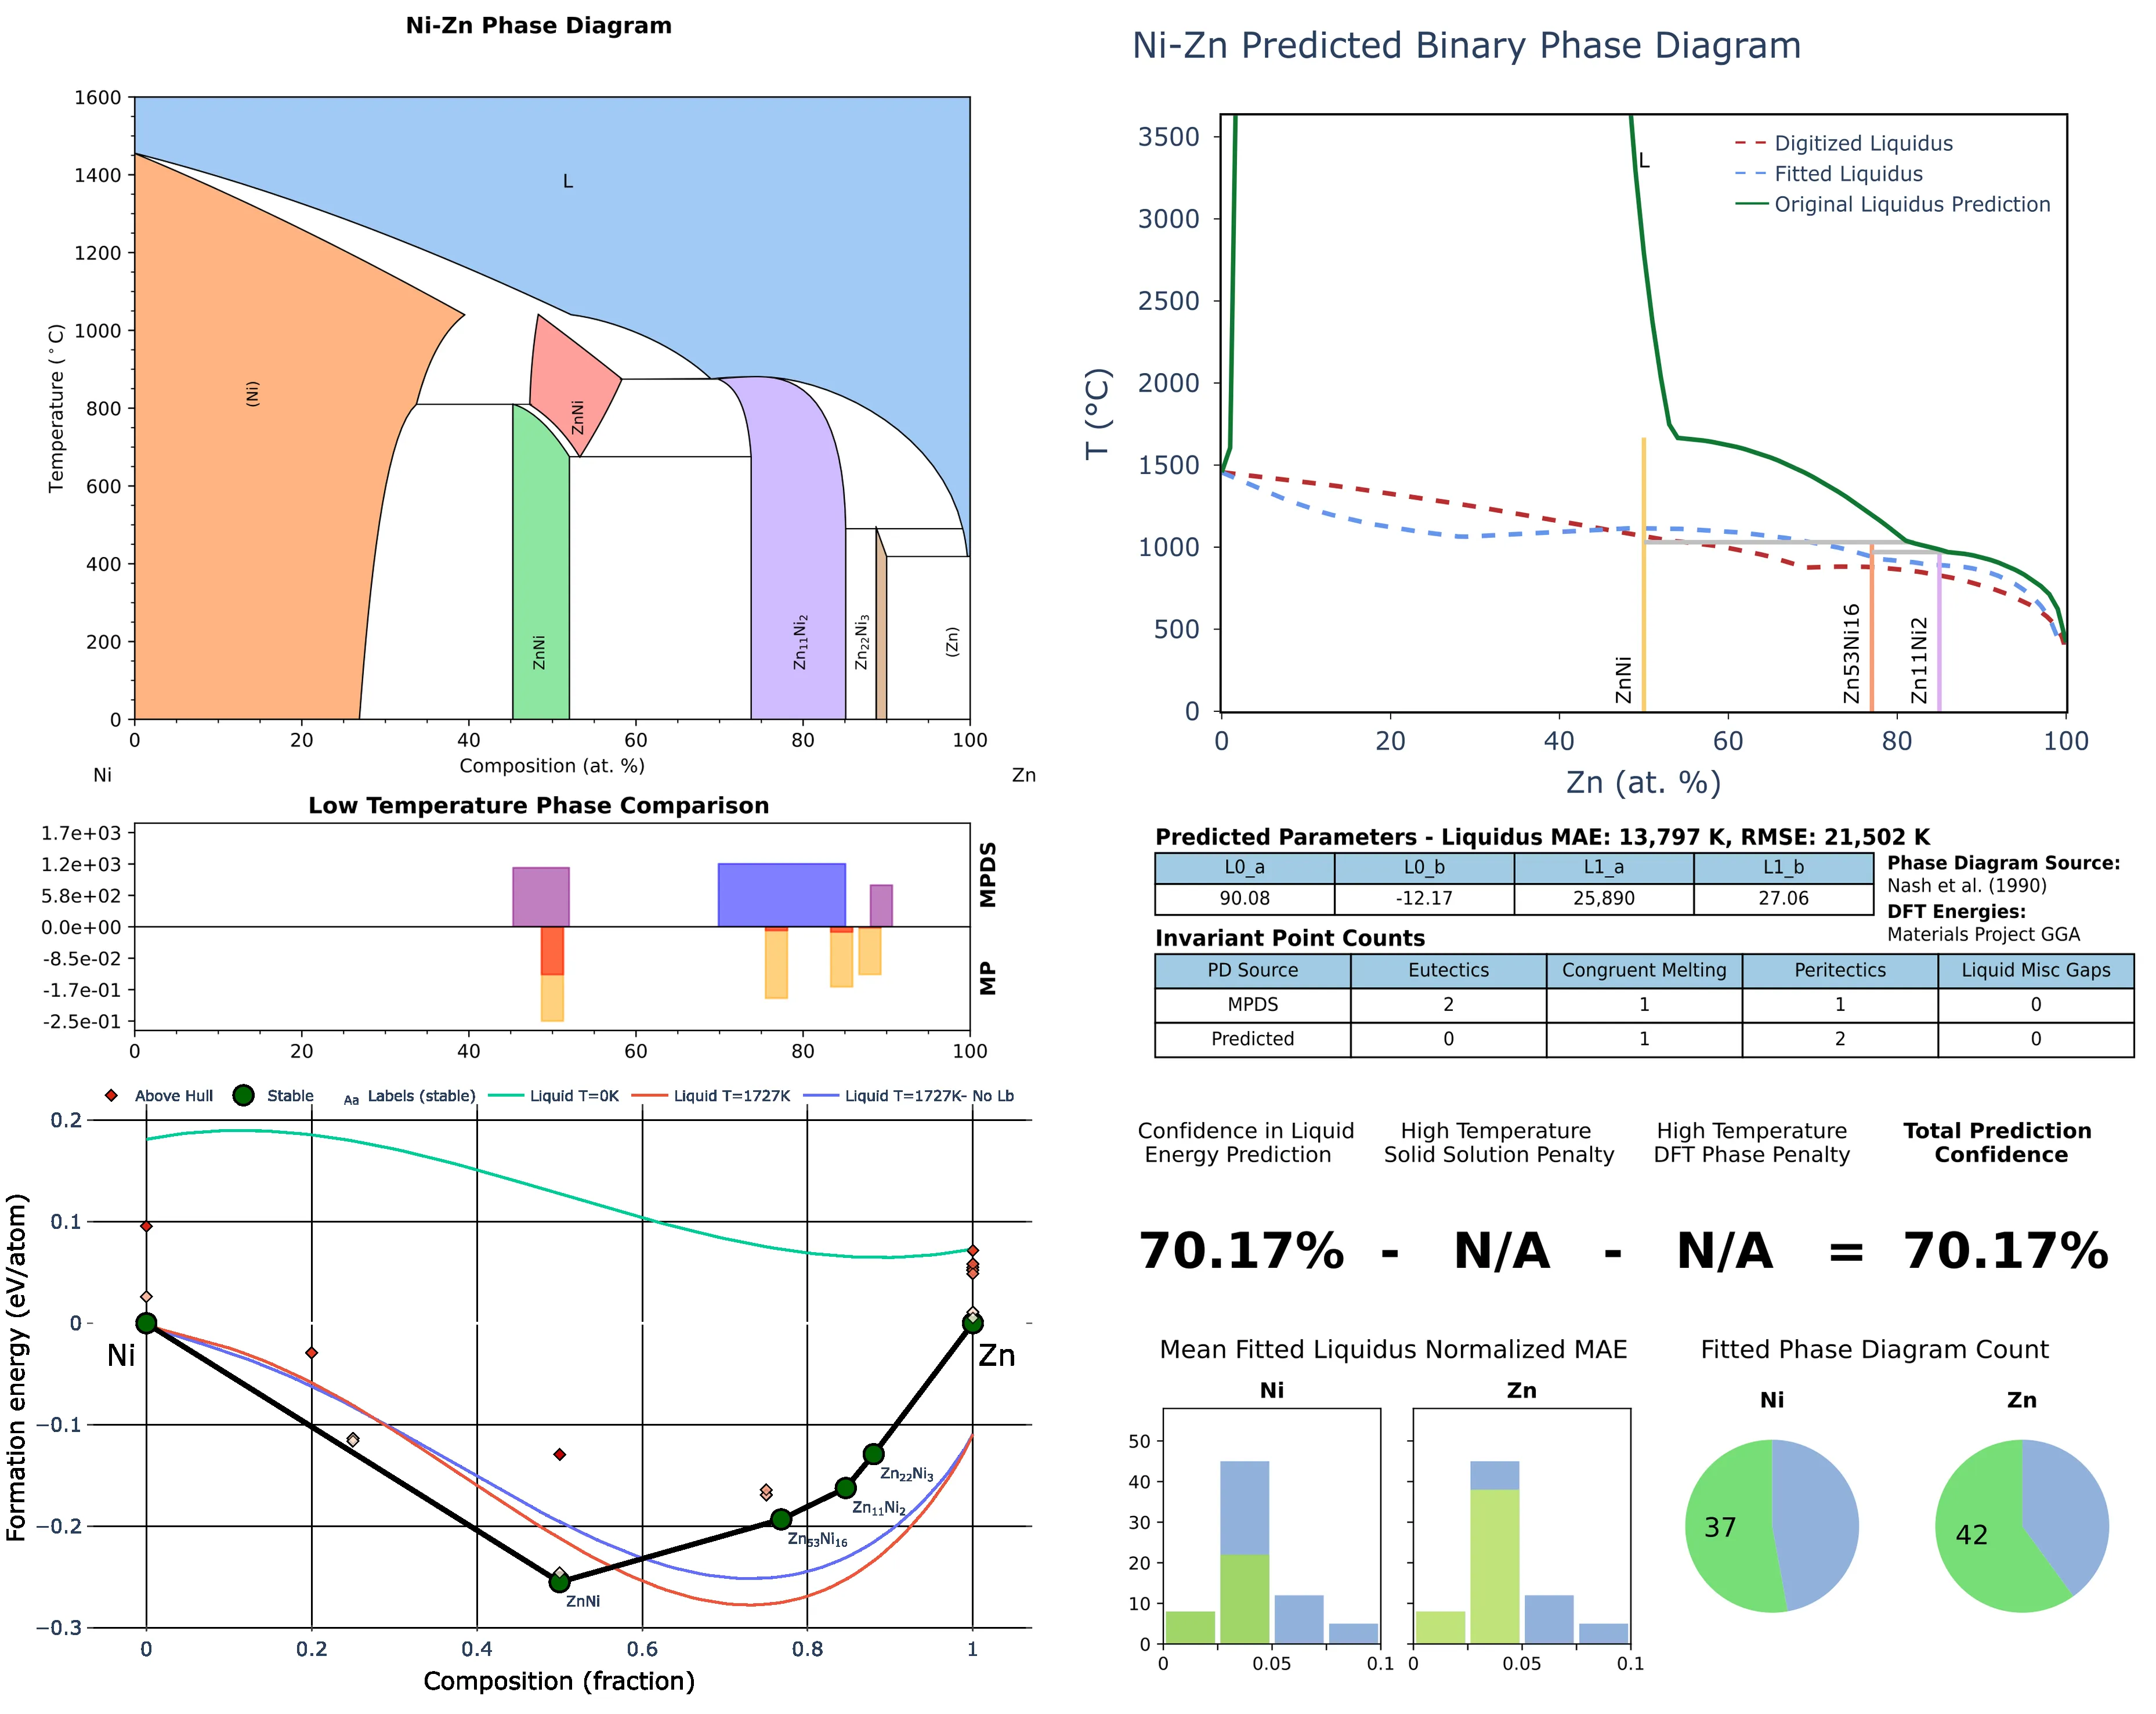 Ni-Zn Phase Diagram
1600
1400
1200
1000
800
600
400
200
0
Temperature (°C)
L
(Ni)
ZnNi
ZnNi
Zn11Ni2
Zn22Ni3
(Zn)
0 20 40 60 80 100
Composition (at. %)
Ni
Zn
Low Temperature Phase Comparison
1.7e+03
1.2e+03
5.8e+02
0.0e+00
-8.5e-02
-1.7e-01
-2.5e-01
MPDS
MP
0 20 40 60 80 100
Above Hull Stable Aa Labels (stable) Liquid T=0K Liquid T=1727K Liquid T=1727K- No Lb
0.2
0.1
0
−0.1
−0.2
−0.3
Formation energy (eV/atom)
Ni
Zn
Zn22Ni3
Zn11Ni2
Zn53Ni16
ZnNi
0 0.2 0.4 0.6 0.8 1
Composition (fraction)
Ni-Zn Predicted Binary Phase Diagram
3500
3000
2500
2000
1500
1000
500
0
T (°C)
L
Digitized Liquidus
Fitted Liquidus
Original Liquidus Prediction
ZnNi
Zn53Ni16
Zn11Ni2
0 20 40 60 80 100
Zn (at. %)
Predicted Parameters - Liquidus MAE: 13,797 K, RMSE: 21,502 K
L0_a L0_b L1_a L1_b
90.08 -12.17 25,890 27.06
Phase Diagram Source:
Nash et al. (1990)
DFT Energies:
Materials Project GGA
Invariant Point Counts
PD Source Eutectics Congruent Melting Peritectics Liquid Misc Gaps
MPDS 2 1 1 0
Predicted 0 1 2 0
Confidence in Liquid
Energy Prediction
High Temperature
Solid Solution Penalty
High Temperature
DFT Phase Penalty
Total Prediction
Confidence
70.17% - N/A - N/A = 70.17%
Mean Fitted Liquidus Normalized MAE
Ni
Zn
50
40
30
20
10
0
0 0.05 0.1
0 0.05 0.1
Fitted Phase Diagram Count
Ni
Zn
37
42